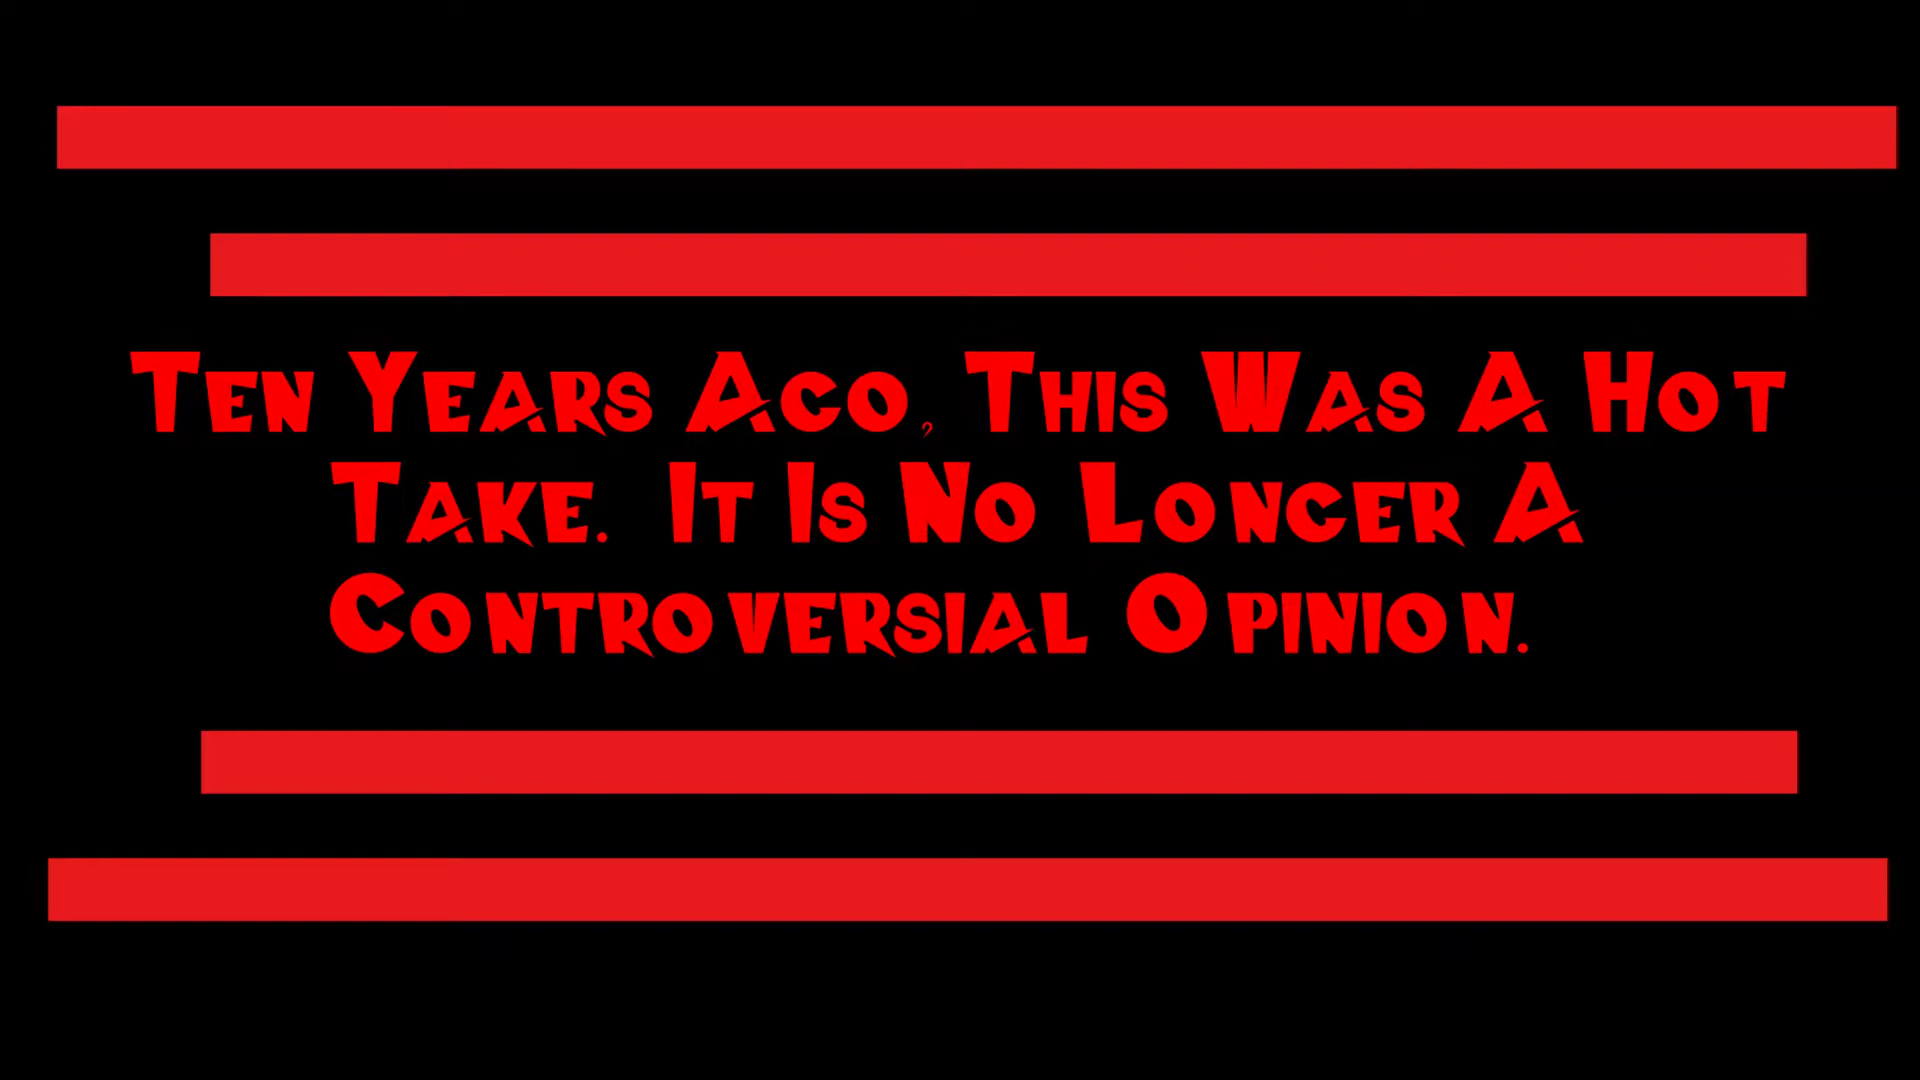 Ten Years Ago, This Was A Hot
Take. It Is No Longer A
Controversial Opinion.